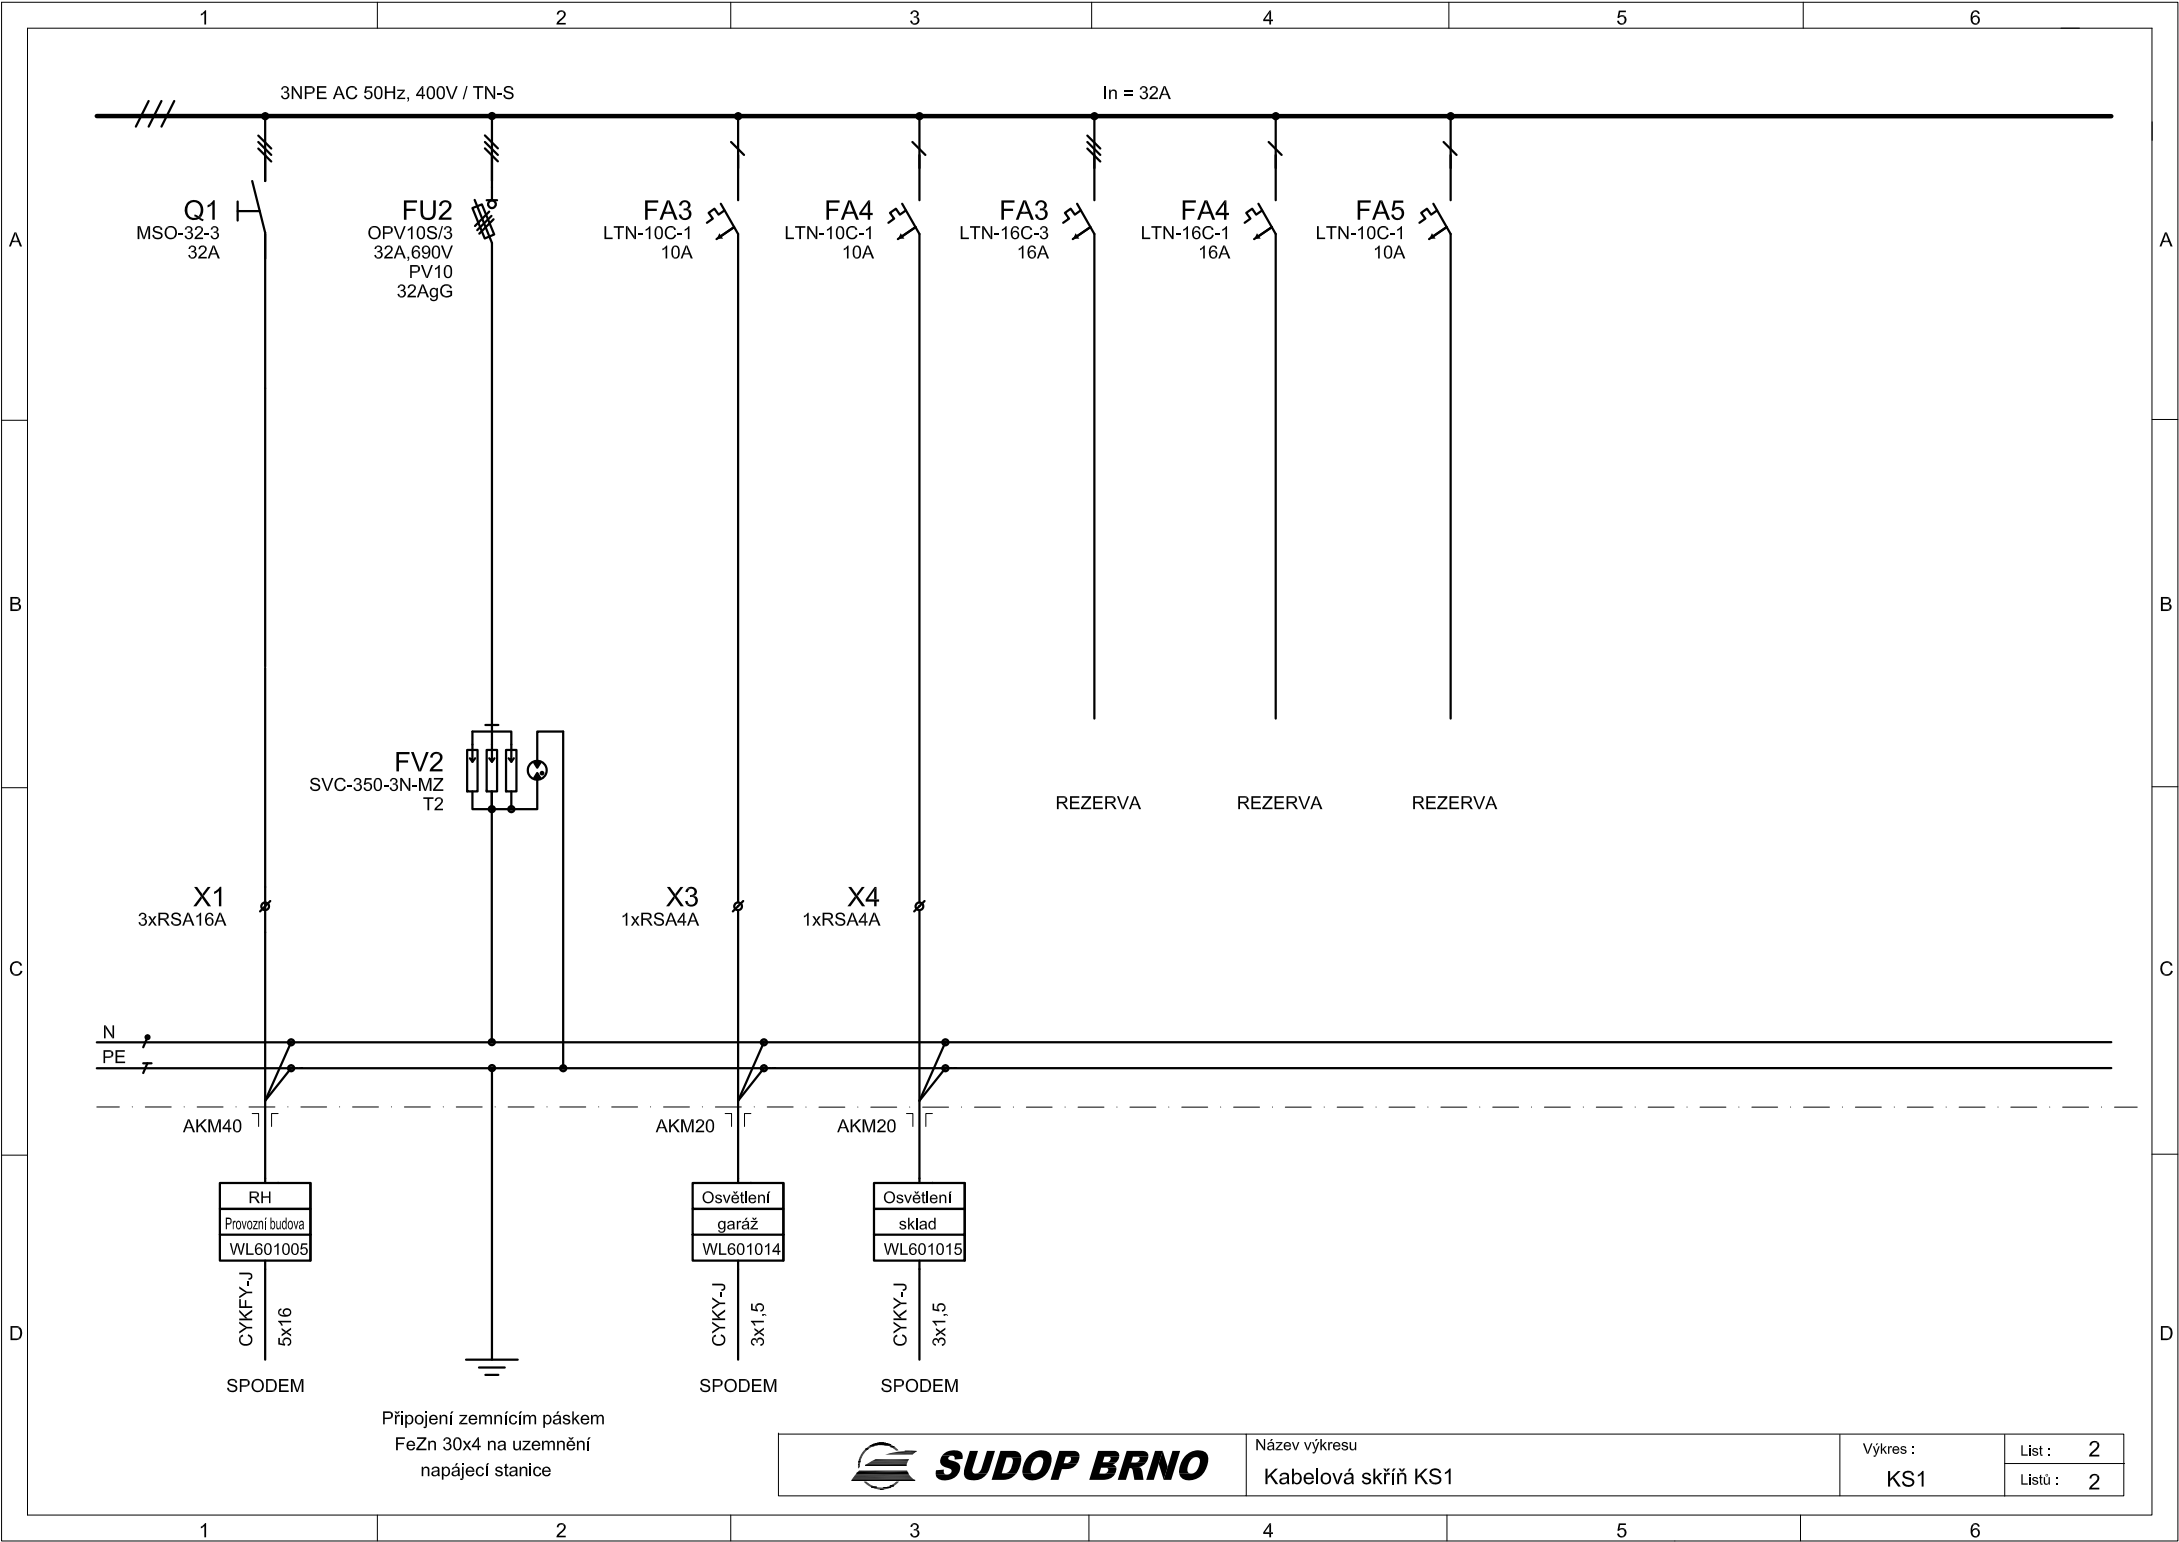 1 2 3 4 5 6
3NPE AC 50Hz, 400V / TN-S
In = 32A
A
A
Q1
MSO-32-3
32A
FU2
OPV10S/3
32A,690V
PV10
32AgG
FA3
LTN-10C-1
10A
FA4
LTN-10C-1
10A
FA3
LTN-16C-3
16A
FA4
LTN-16C-1
16A
FA5
LTN-10C-1
10A
B
B
FV2
SVC-350-3N-MZ
T2
REZERVA
REZERVA
REZERVA
X1
3xRSA16A
X3
1xRSA4A
X4
1xRSA4A
C
C
N
PE
AKM40
AKM20
AKM20
RH
Provozní budova
WL601005
Osvětlení
garáž
WL601014
Osvětlení
sklad
WL601015
CYKFY-J
5x16
CYKY-J
3x1,5
CYKY-J
3x1,5
D
D
SPODEM
SPODEM
SPODEM
Připojení zemnícím páskem
FeZn 30x4 na uzemnění
napájecí stanice
SUDOP BRNO
Název výkresu
Kabelová skříň KS1
Výkres :
KS1
List : 2
Listů : 2
1 2 3 4 5 6